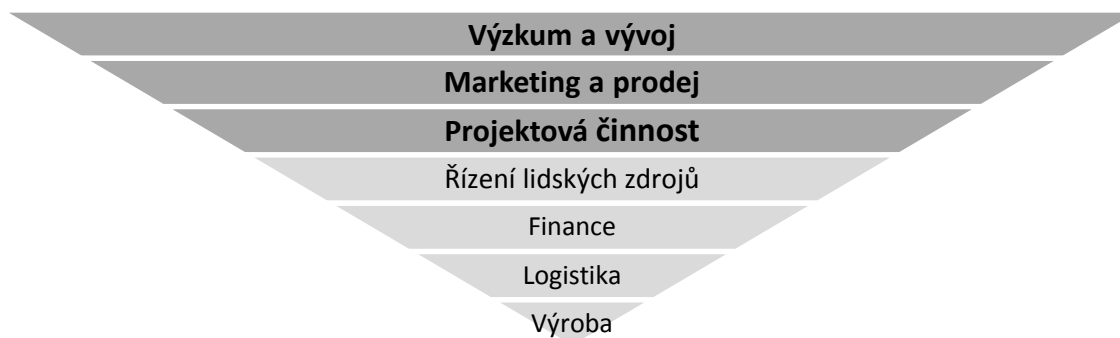 Výzkum a vývoj
Marketing a prodej
Projektová činnost
Řízení lidských zdrojů
Finance
Logistika
Výroba